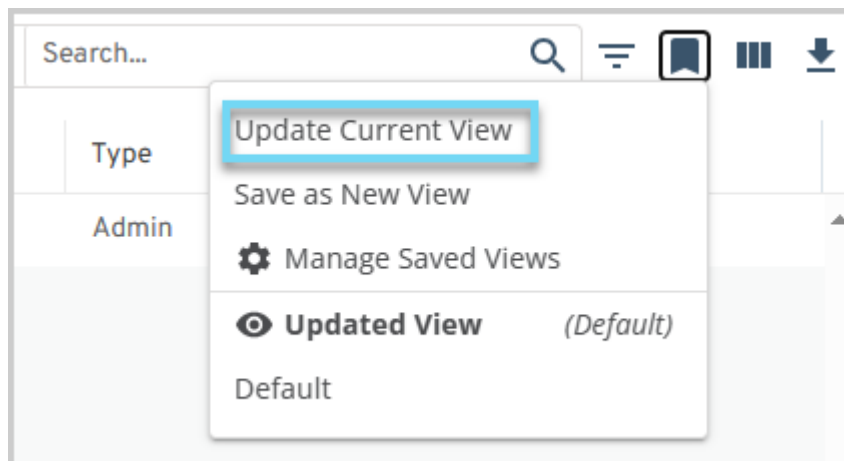 Search...
Type
Admin
Update Current View
Save as New View
Manage Saved Views
Updated View (Default)
Default